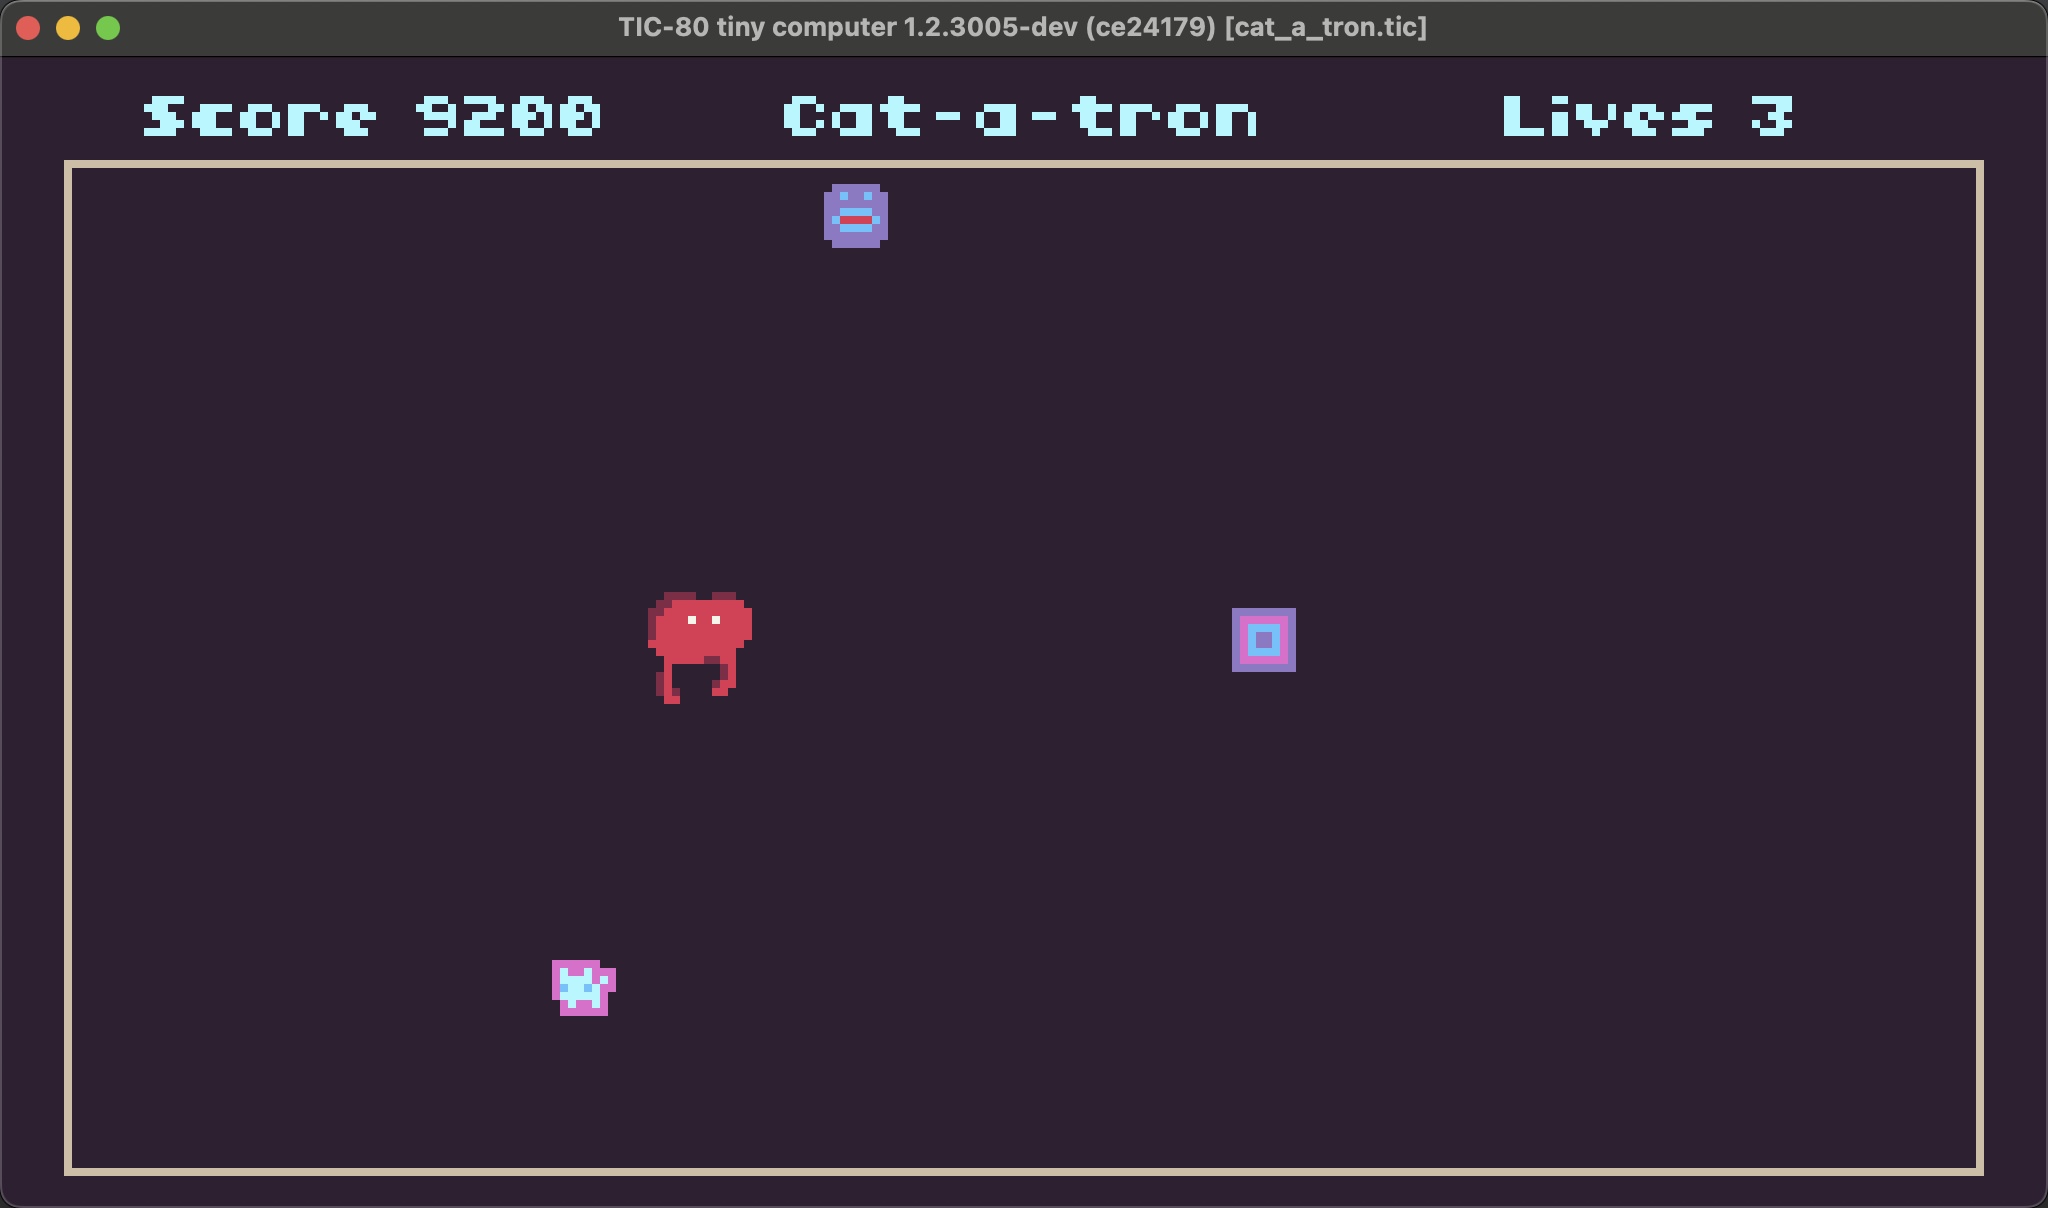 TIC-80 tiny computer 1.2.3005-dev (ce24179) [cat_a_tron.tic]
Score 9200 Cat-a-tron Lives 3